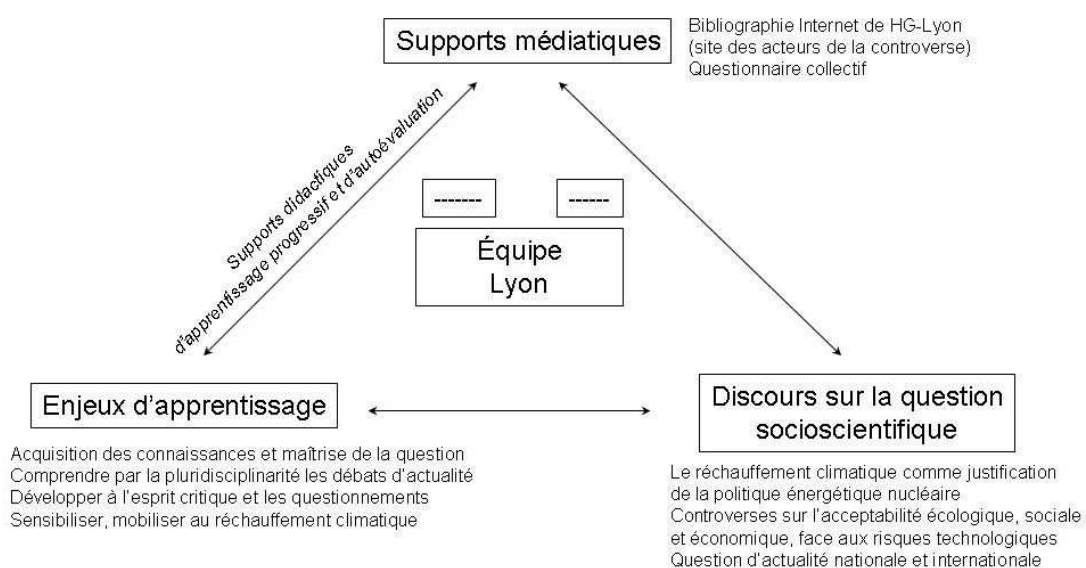 Supports médiatiques
Bibliographie Internet de HG-Lyon
(site des acteurs de la controverse)
Questionnaire collectif
Supports didactiques
d'apprentissage progressif et d'autoévaluation
-------
------
Équipe
Lyon
Enjeux d'apprentissage
Acquisition des connaissances et maîtrise de la question
Comprendre par la pluridisciplinarité les débats d'actualité
Développer à l'esprit critique et les questionnements
Sensibiliser, mobiliser au réchauffement climatique
Discours sur la question
socioscientifique
Le réchauffement climatique comme justification
de la politique énergétique nucléaire
Controverses sur l'acceptabilité écologique, sociale
et économique, face aux risques technologiques
Question d'actualité nationale et internationale